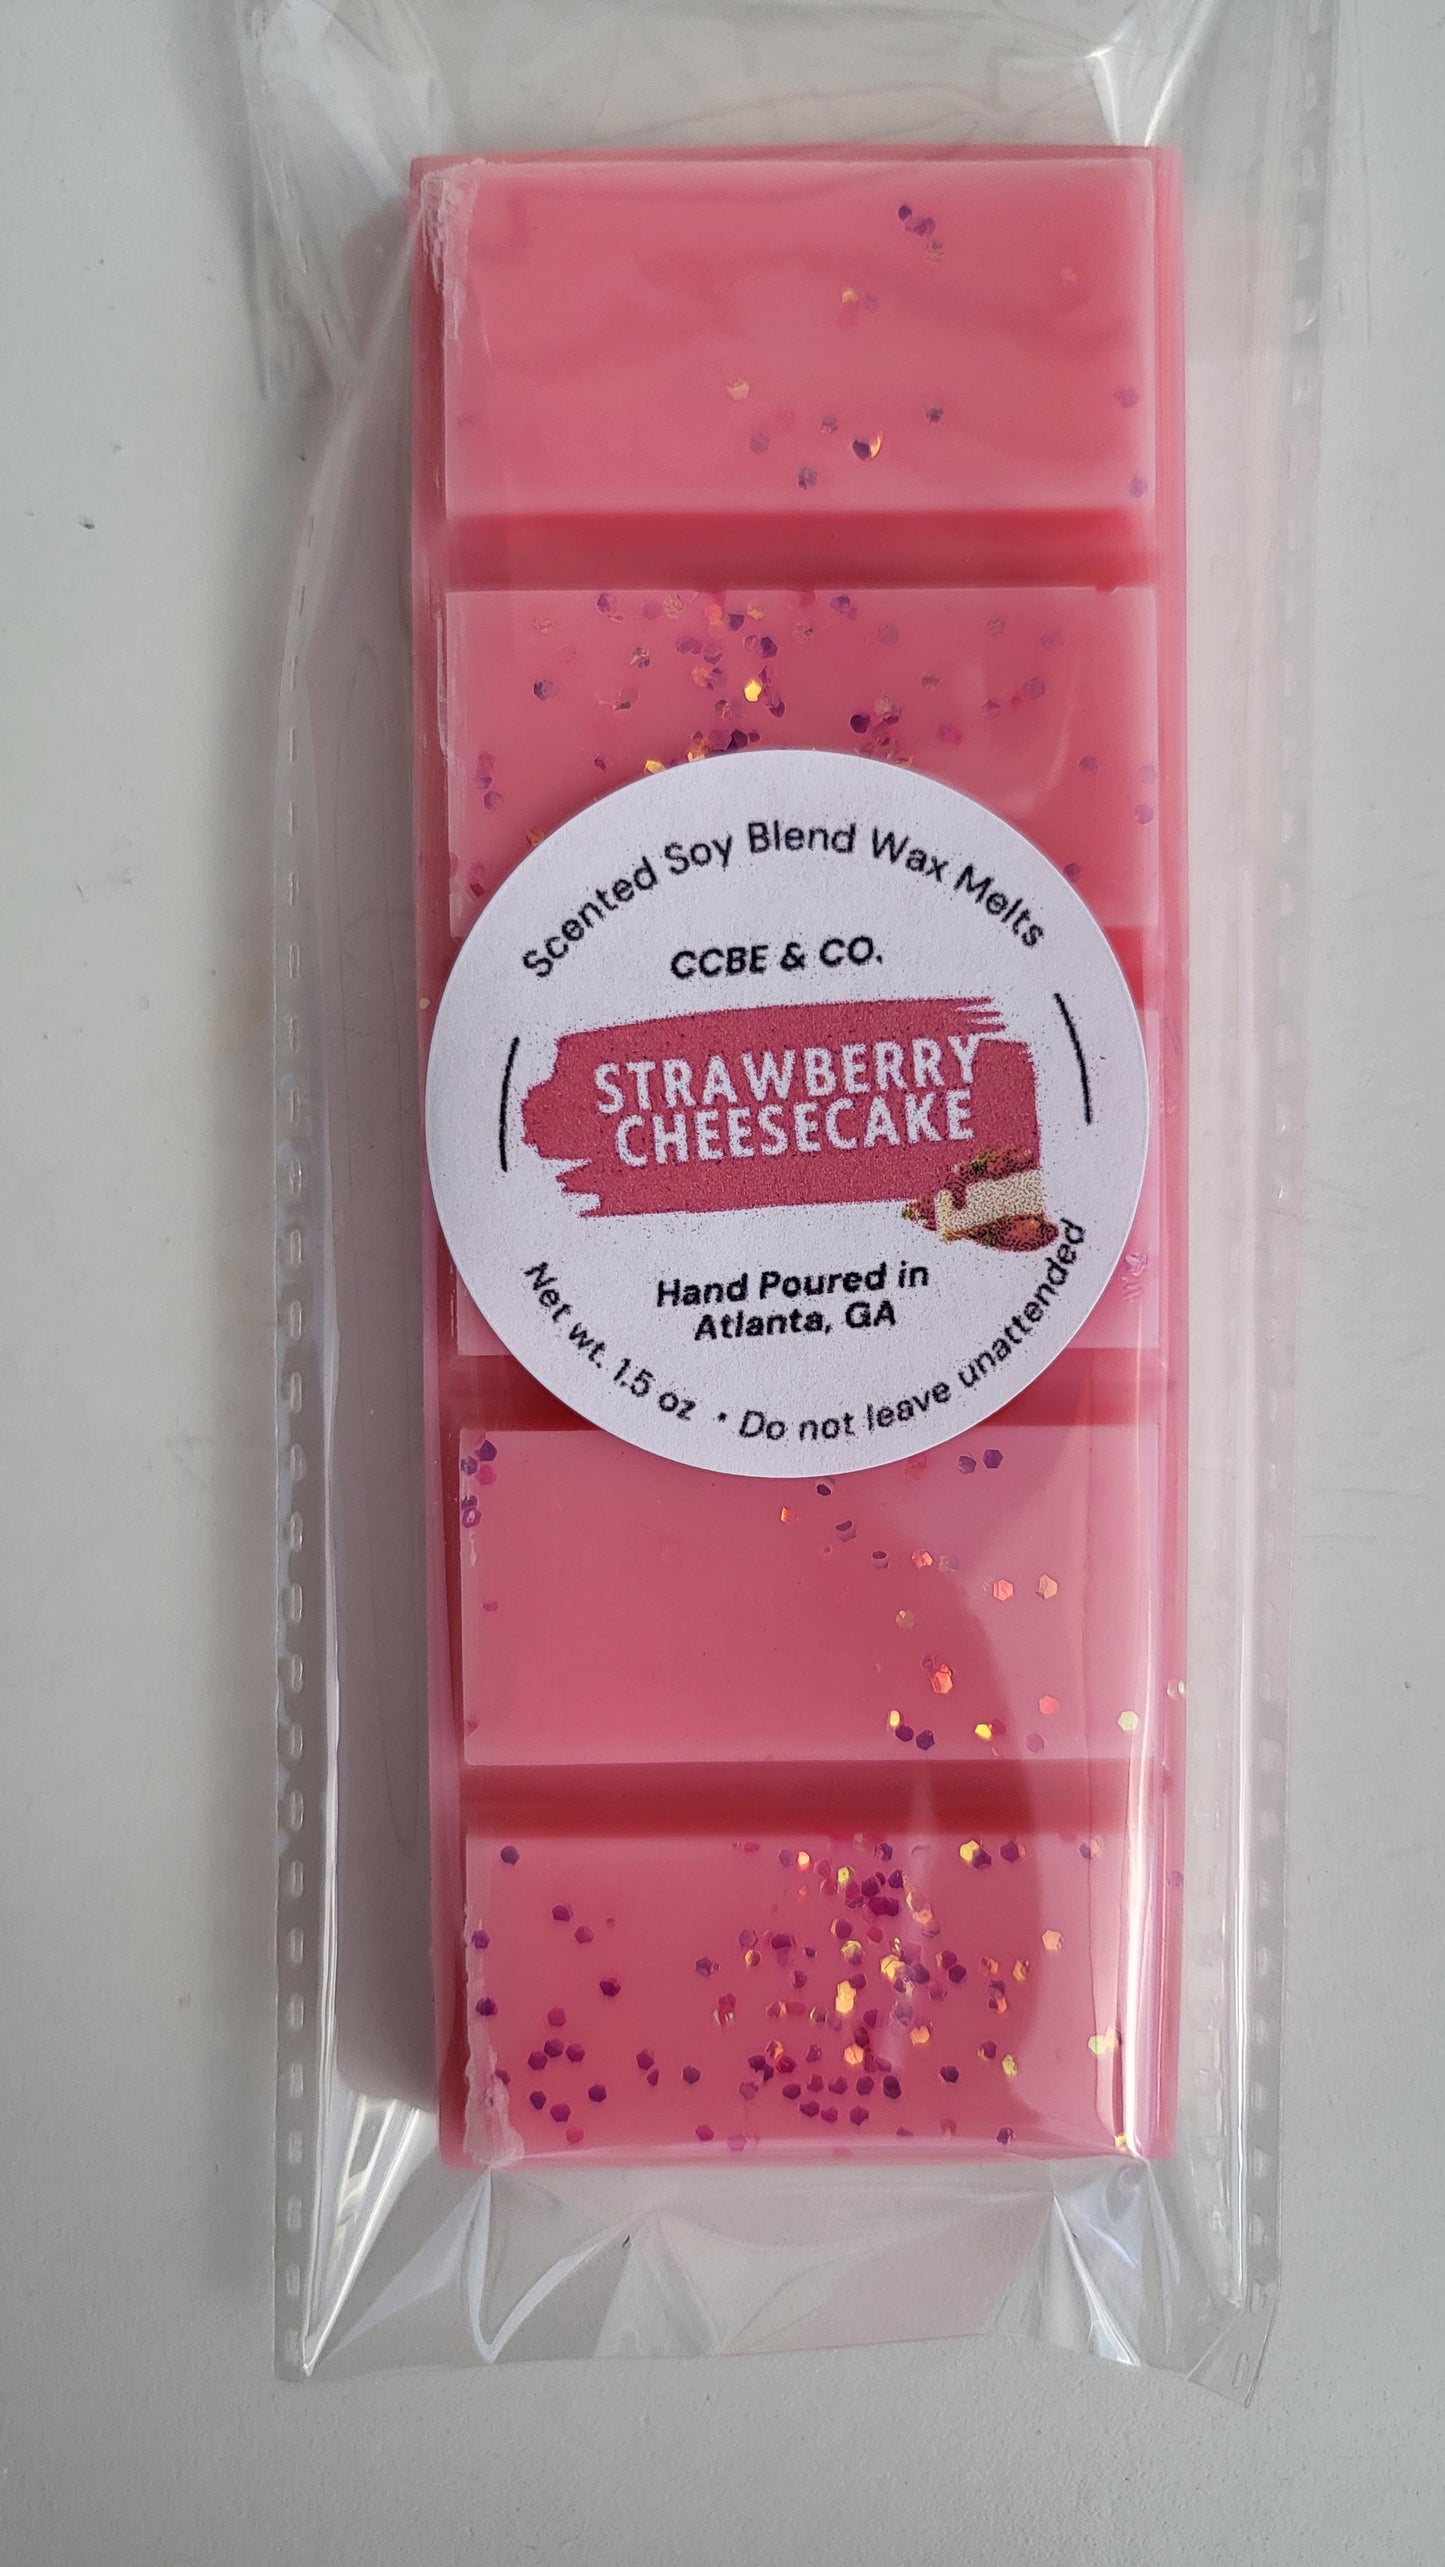 Scented Soy Blend Wax Melts
CCBE & CO.
STRAWBERRY
CHEESECAKE
Hand Poured in
Atlanta, GA
Net wt. 1.5 oz • Do not leave unattended